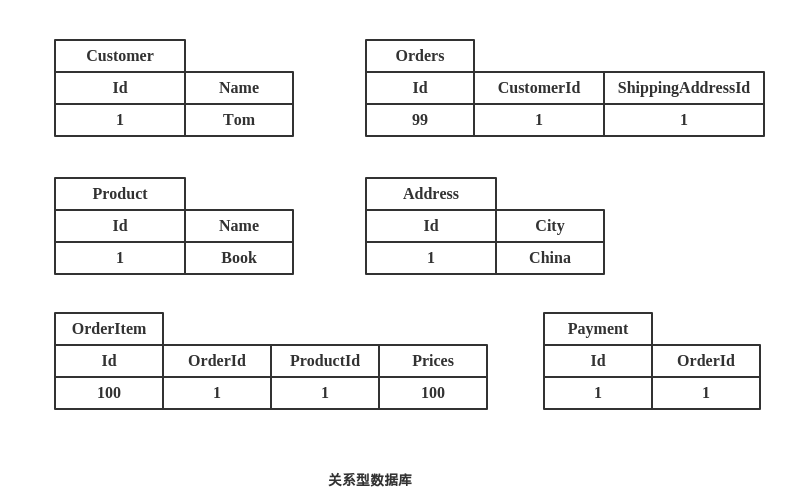 Customer
Id Name
1 Tom
Orders
Id CustomerId ShippingAddressId
99 1 1
Product
Id Name
1 Book
Address
Id City
1 China
OrderItem
Id OrderId ProductId Prices
100 1 1 100
Payment
Id OrderId
1 1
关系型数据库